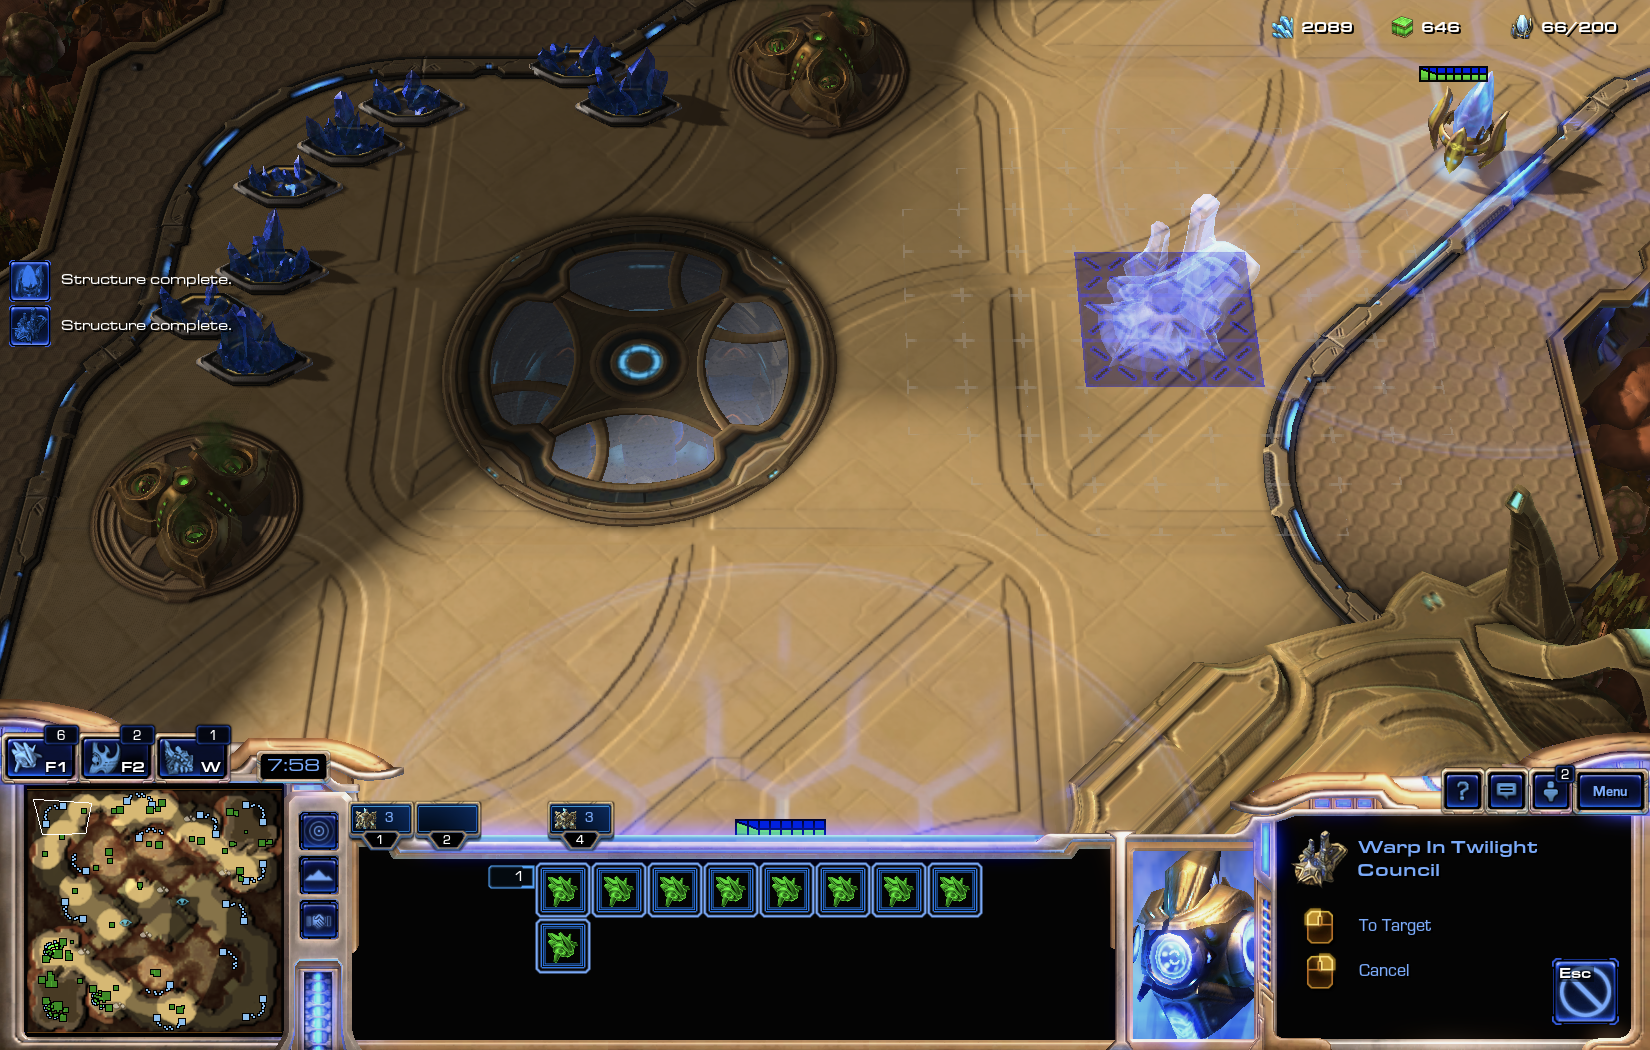 2089 646 66/200
Structure complete.
Structure complete.
6 2 1
F1 F2 W
7:58
3 3
1 2 4
1
2
? Menu
Warp In Twilight
Council
To Target
Cancel
Esc